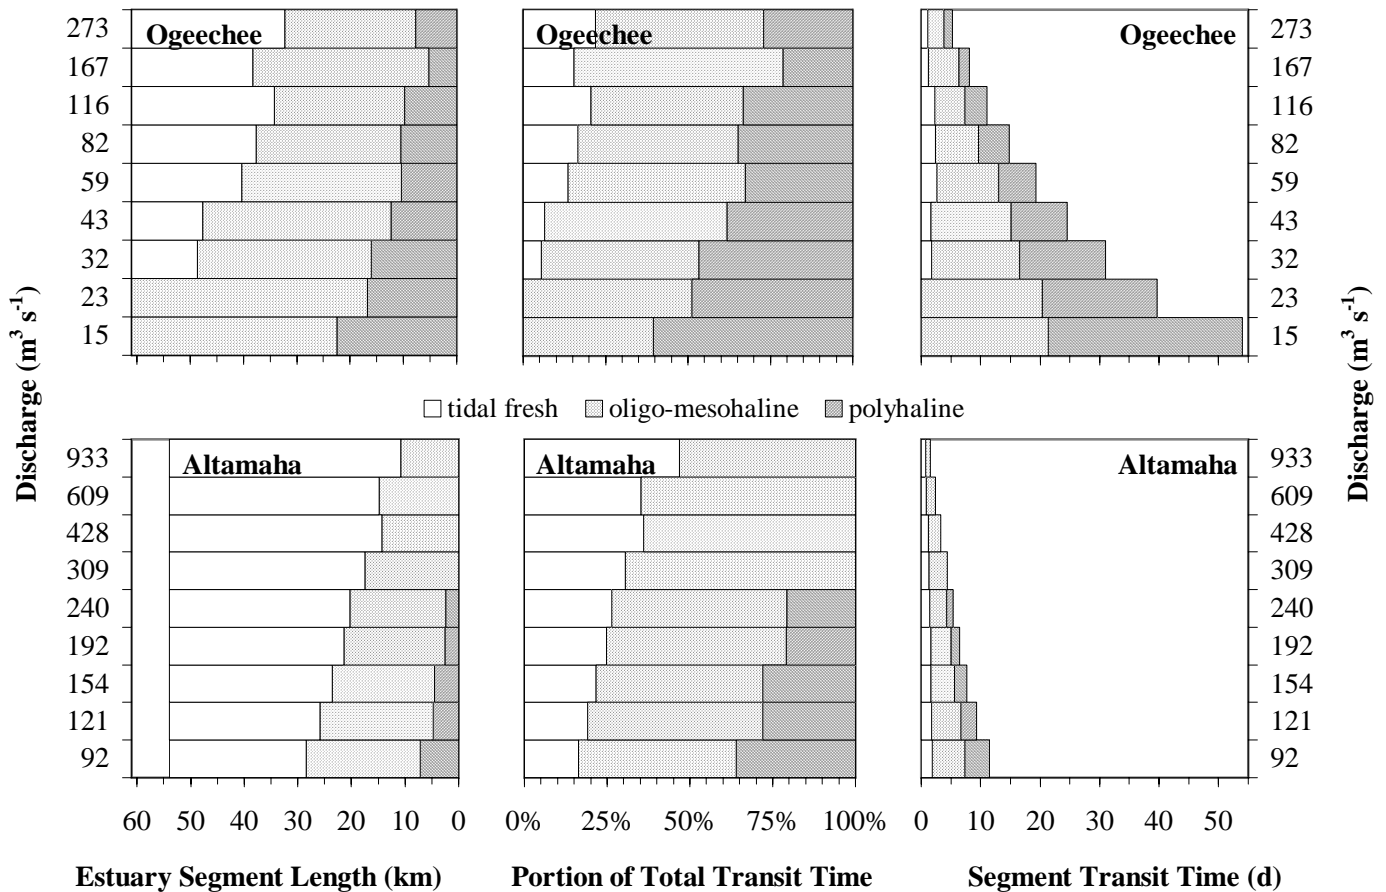 273 Ogeechee Ogeechee Ogeechee 273
167 167
116 116
82 82
59 59
43 43
32 32
23 23
15 15
Discharge (m³ s⁻¹)
Discharge (m³ s⁻¹)
tidal fresh oligo-mesohaline polyhaline
933 Altamaha Altamaha Altamaha 933
609 609
428 428
309 309
240 240
192 192
154 154
121 121
92 92
60 50 40 30 20 10 0 0% 25% 50% 75% 100% 0 10 20 30 40 50
Estuary Segment Length (km) Portion of Total Transit Time Segment Transit Time (d)